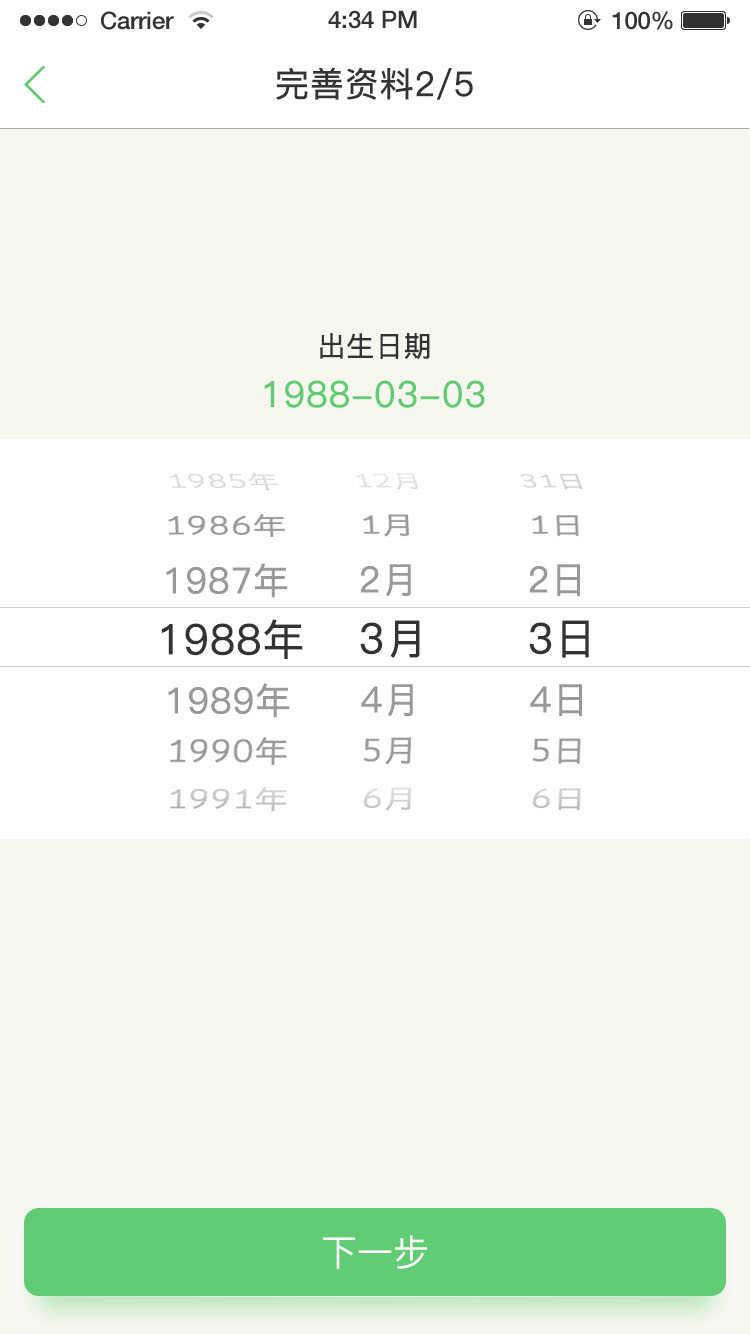 Carrier 4:34 PM 100%
完善资料2/5
出生日期
1988-03-03
1985年 12月 31日
1986年 1月 1日
1987年 2月 2日
1988年 3月 3日
1989年 4月 4日
1990年 5月 5日
1991年 6月 6日
下一步